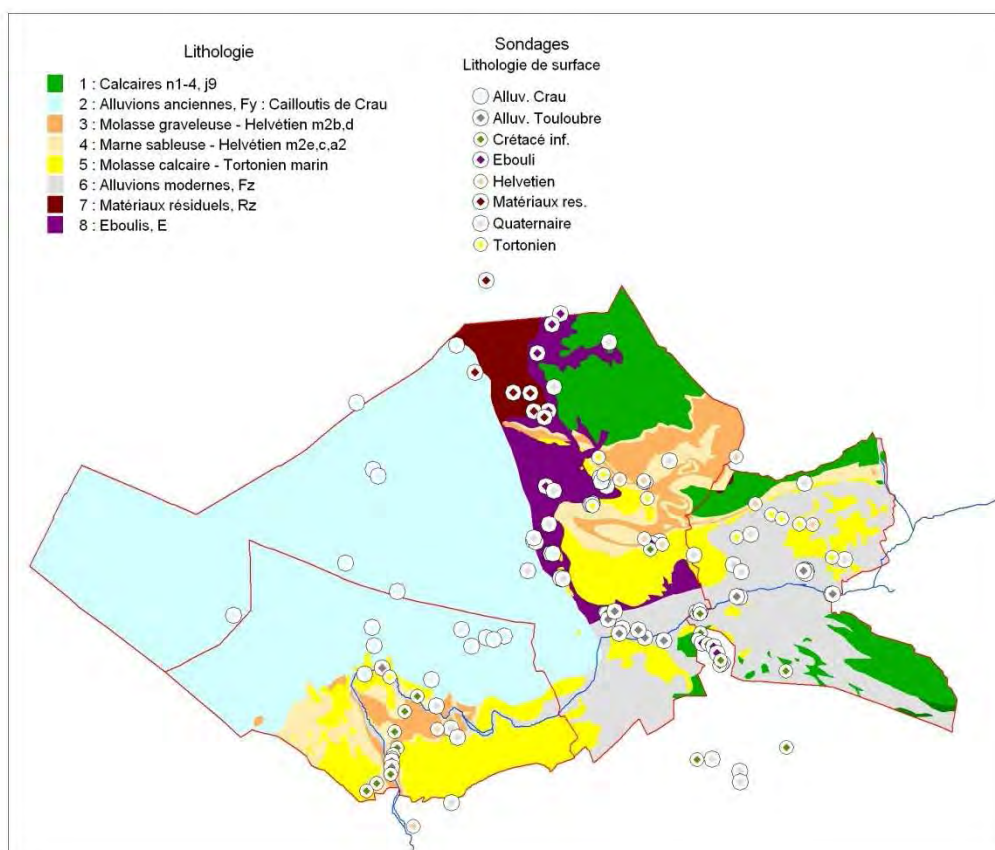 Lithologie
1 : Calcaires n1-4, j9
2 : Alluvions anciennes, Fy : Cailloutis de Crau
3 : Molasse graveleuse - Helvétien m2b,d
4 : Marne sableuse - Helvétien m2e,c,a2
5 : Molasse calcaire - Tortonien marin
6 : Alluvions modernes, Fz
7 : Matériaux résiduels, Rz
8 : Eboulis, E
Sondages
Lithologie de surface
Alluv. Crau
Alluv. Touloubre
Crétacé inf.
Ebouli
Helvetien
Matériaux res.
Quaternaire
Tortonien